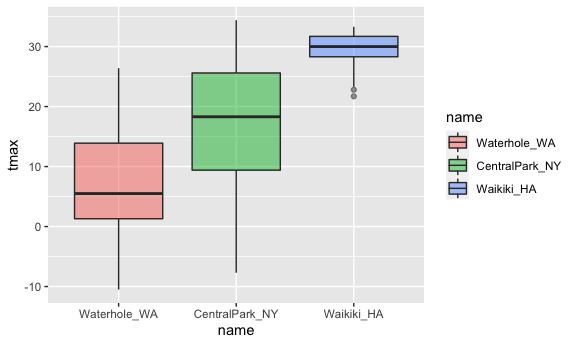 30
20
10
0
-10
tmax
Waterhole_WA
CentralPark_NY
Waikiki_HA
name
name
Waterhole_WA
CentralPark_NY
Waikiki_HA